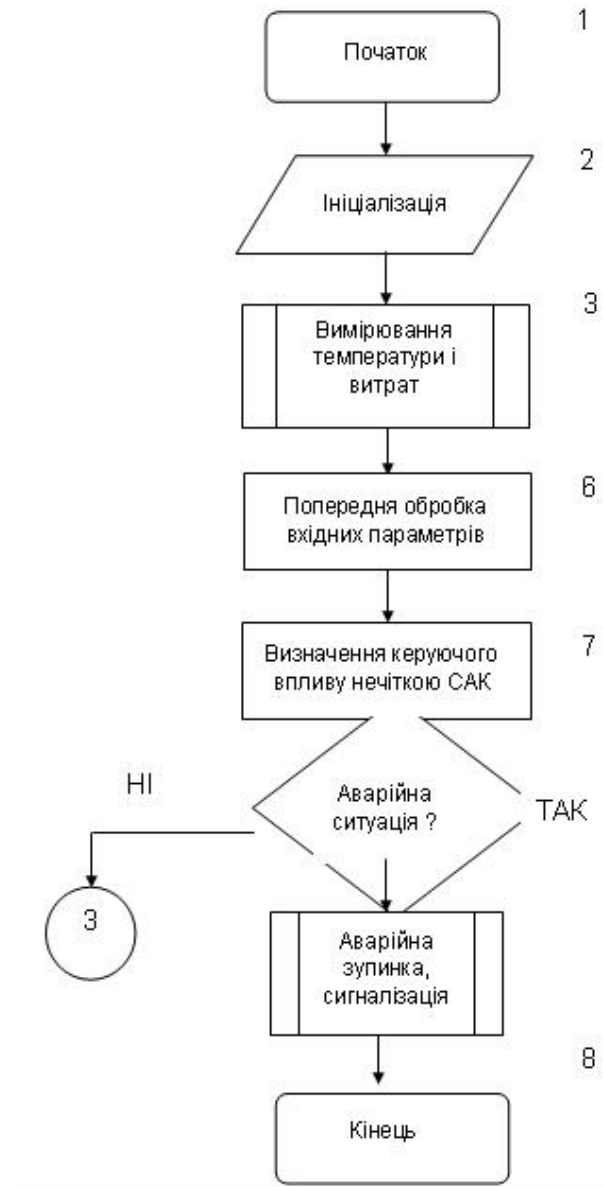 1
Початок
2
Ініціалізація
3
Вимірювання
температури і
витрат
6
Попередня обробка
вхідних параметрів
7
Визначення керуючого
впливу нечіткою САК
НІ
Аварійна
ситуація ?
ТАК
3
Аварійна
зупинка,
сигналізація
8
Кінець